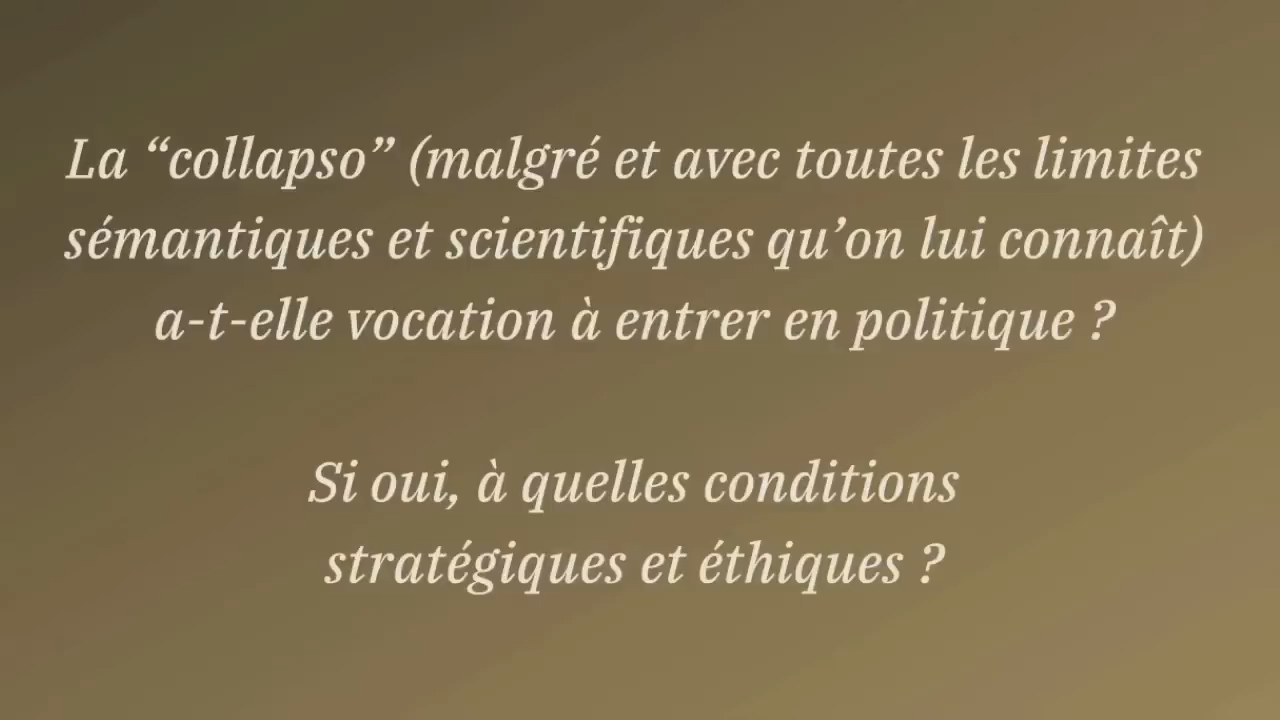 La “collapso” (malgré et avec toutes les limites
sémantiques et scientifiques qu’on lui connaît)
a-t-elle vocation à entrer en politique ?
Si oui, à quelles conditions
stratégiques et éthiques ?